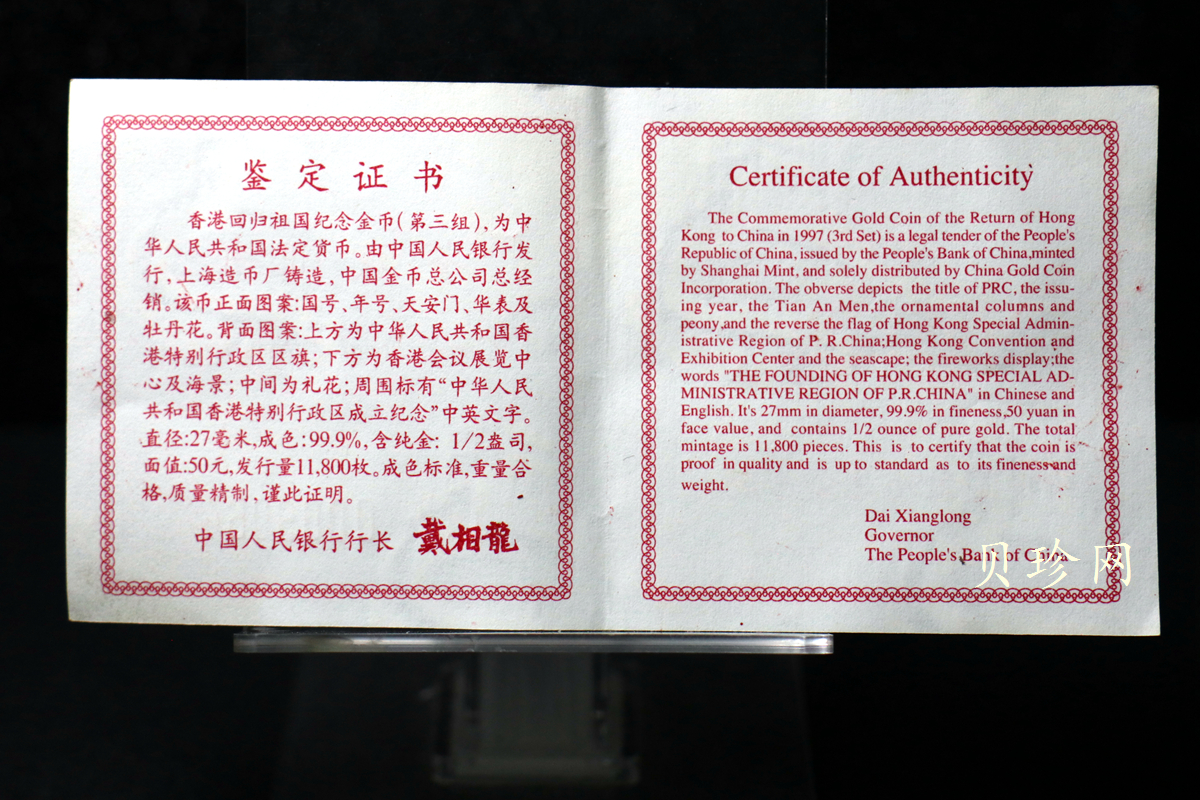 鉴定证书
香港回归祖国纪念金币(第三组),为中
华人民共和国法定货币。由中国人民银行发
行,上海造币厂铸造,中国金币总公司总经
销。该币正面图案:国号、年号、天安门、华表及
牡丹花。背面图案:上方为中华人民共和国香
港特别行政区区旗;下方为香港会议展览中
心及海景;中间为礼花;周围标有“中华人民
共和国香港特别行政区成立纪念”中英文字。
直径:27毫米,成色:99.9%,含纯金: 1/2盎司,
面值:50元,发行量11,800枚。成色标准,重量合
格,质量精制,谨此证明。
中国人民银行行长 戴相龍
Certificate of Authenticity
The Commemorative Gold Coin of the Return of Hong
Kong to China in 1997 (3rd Set) is a legal tender of the People's
Republic of China, issued by the People's Bank of China,minted
by Shanghai Mint, and solely distributed by China Gold Coin
Incorporation. The obverse depicts the title of PRC, the issu-
ing year, the Tian An Men,the ornamental columns and
peony,and the reverse the flag of Hong Kong Special Admin-
istrative Region of P. R.China;Hong Kong Convention and
Exhibition Center and the seascape; the fireworks display;the
words "THE FOUNDING OF HONG KONG SPECIAL AD-
MINISTRATIVE REGION OF P.R.CHINA" in Chinese and
English. It's 27mm in diameter, 99.9% in fineness,50 yuan in
face value, and contains 1/2 ounce of pure gold. The total
mintage is 11,800 pieces. This is to certify that the coin is
proof in quality and is up to standard as to its fineness and
weight.
Dai Xianglong
Governor
The People's Bank of China
贝珍网